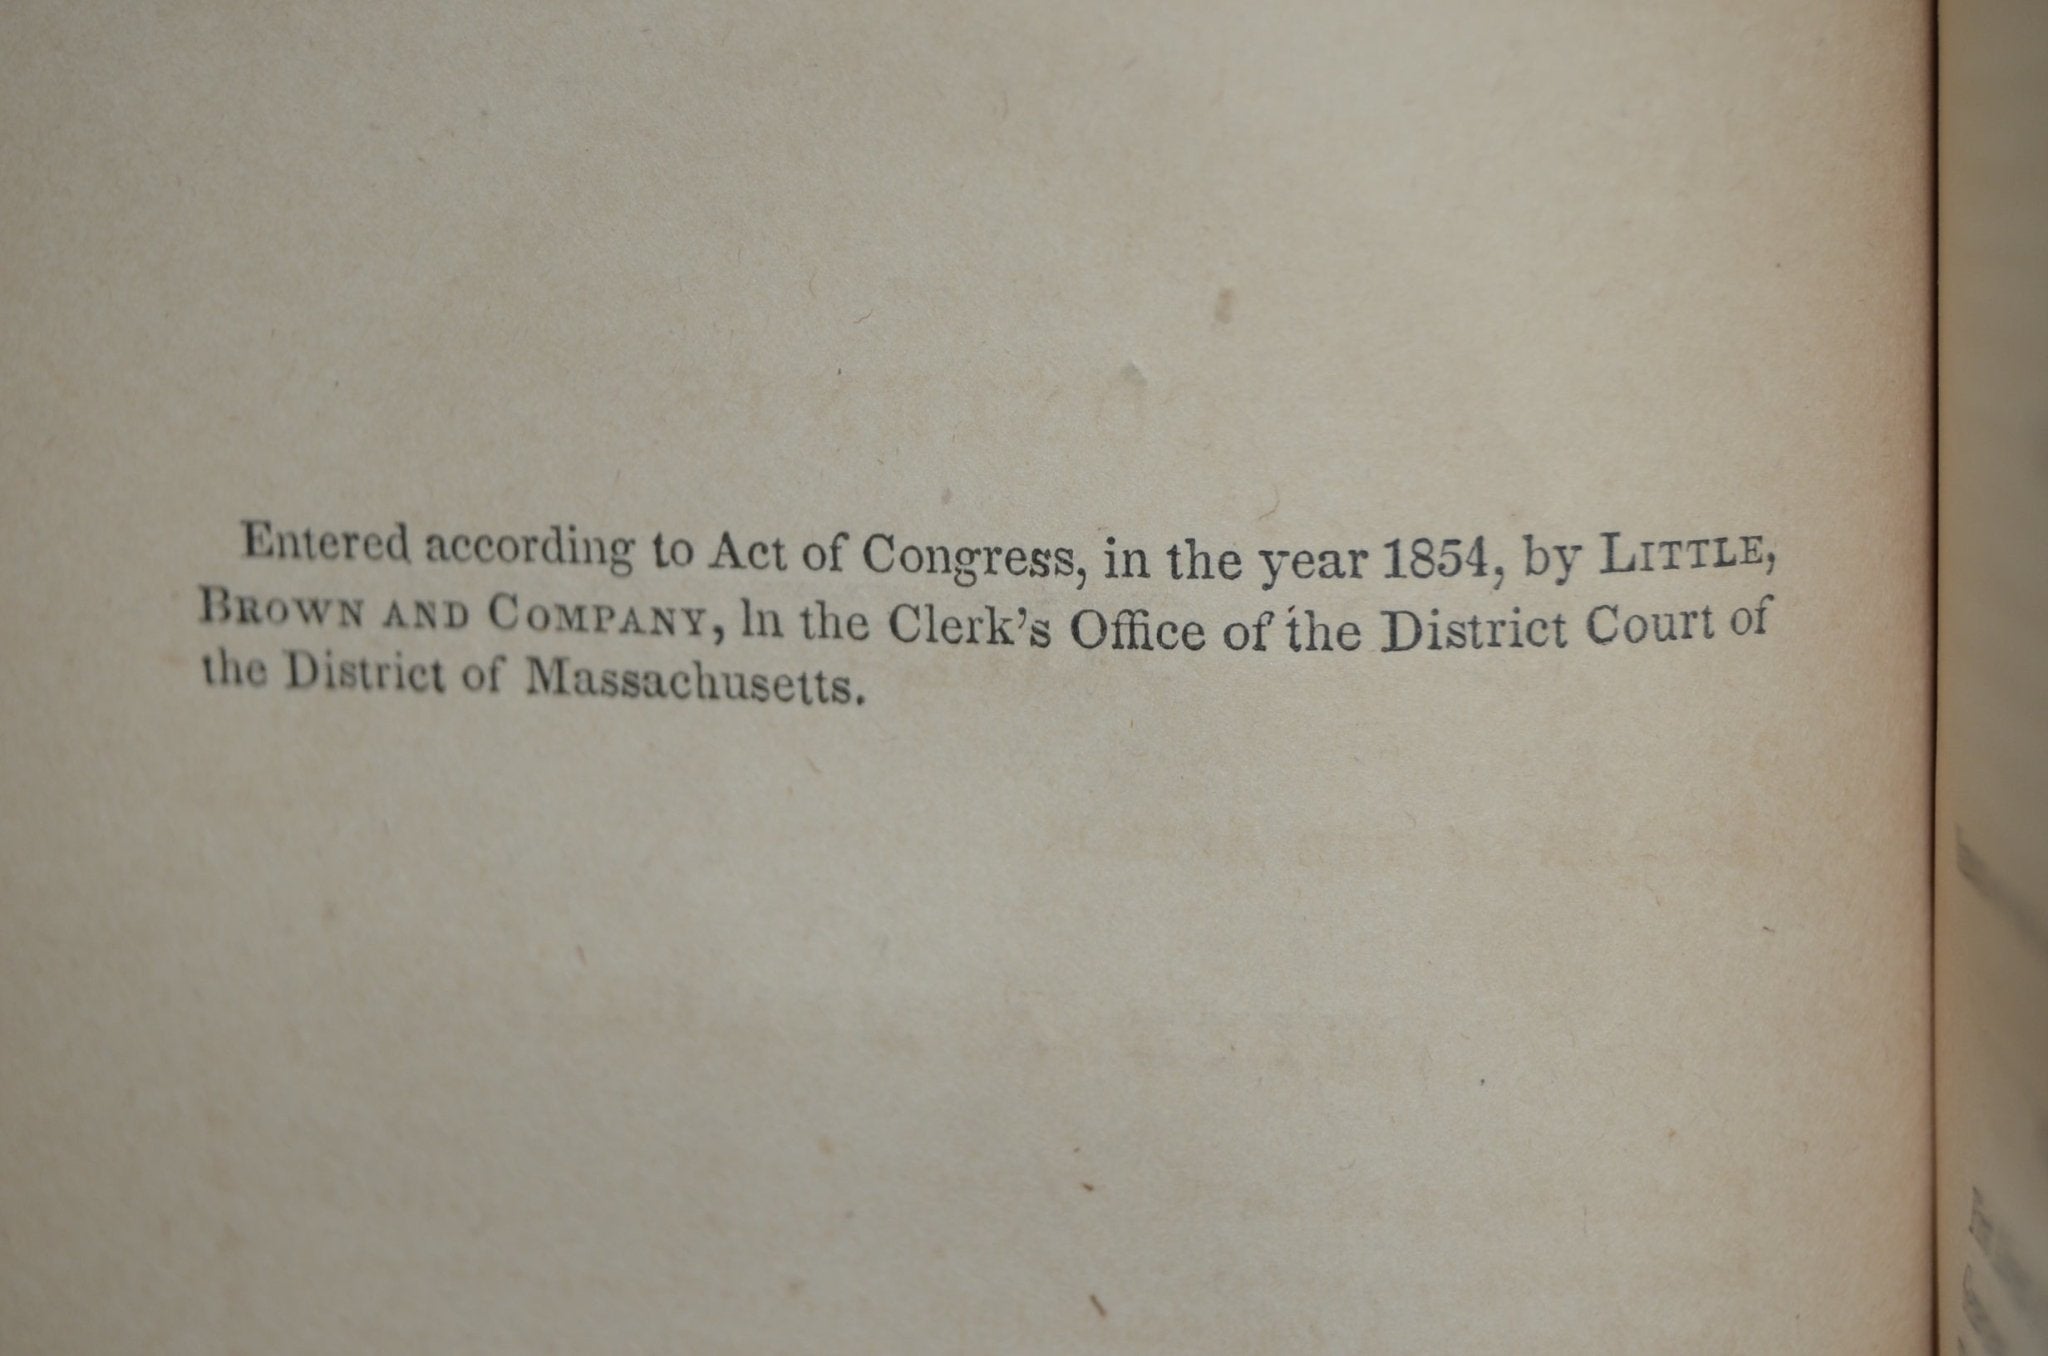 Entered according to Act of Congress, in the year 1854, by LITTLE,
BROWN AND COMPANY, In the Clerk's Office of the District Court of
the District of Massachusetts.